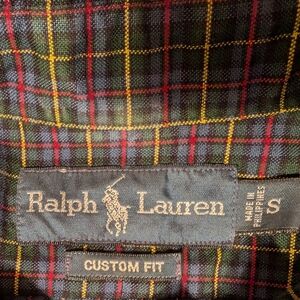 Ralph Lauren
MADE IN
PHILIPPINES
S
CUSTOM FIT